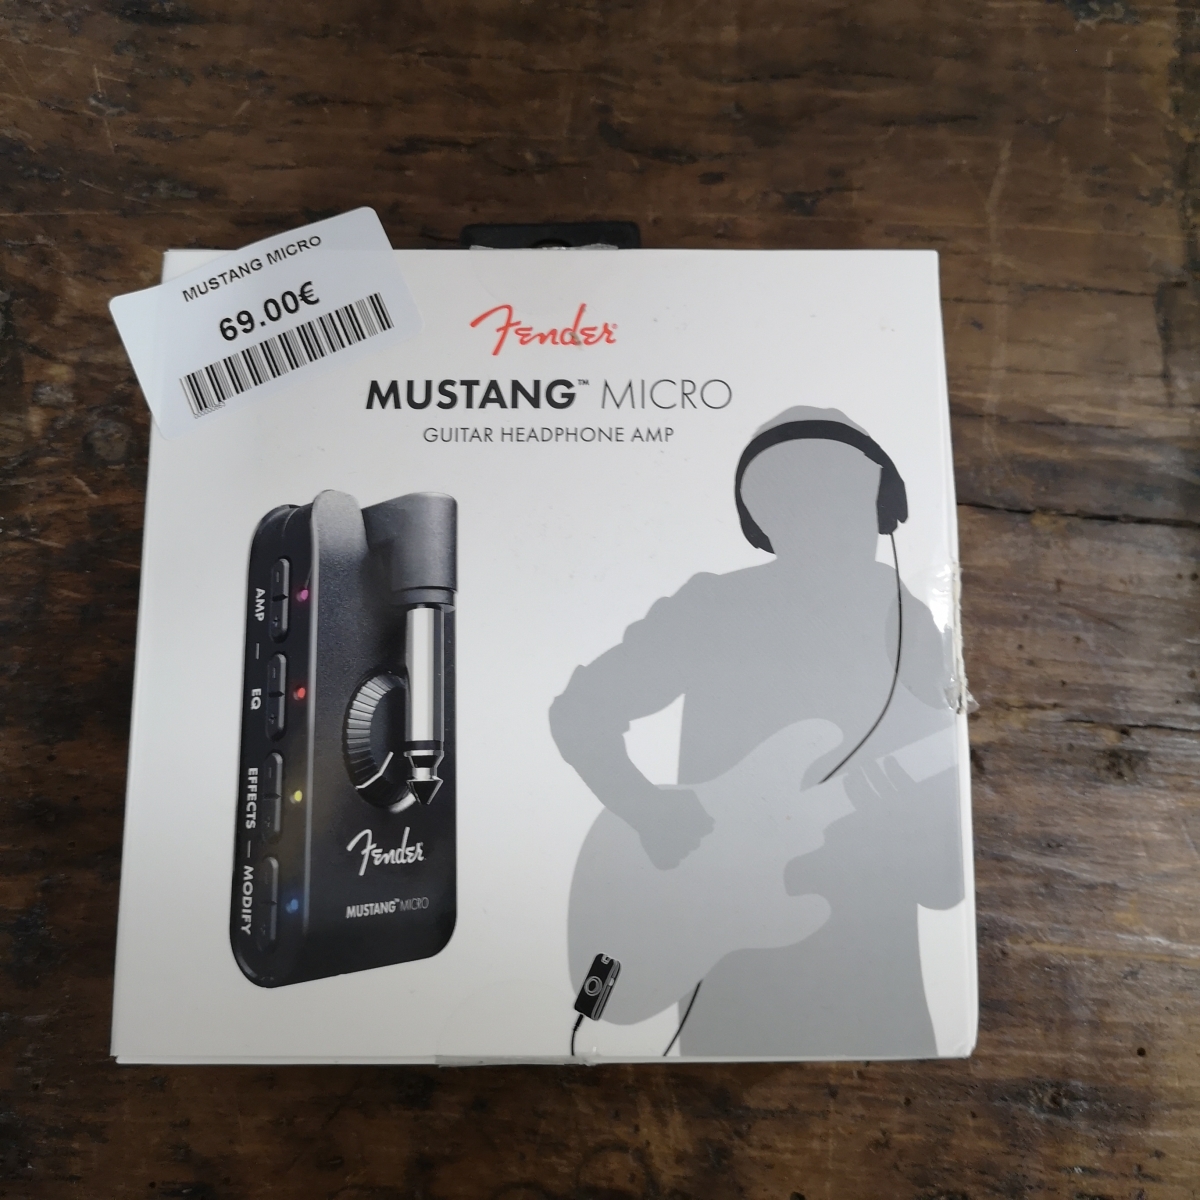 MUSTANG MICRO
69.00€
Fender
MUSTANG™ MICRO
GUITAR HEADPHONE AMP
AMP
EQ
EFFECTS
MODIFY
Fender
MUSTANG™ MICRO